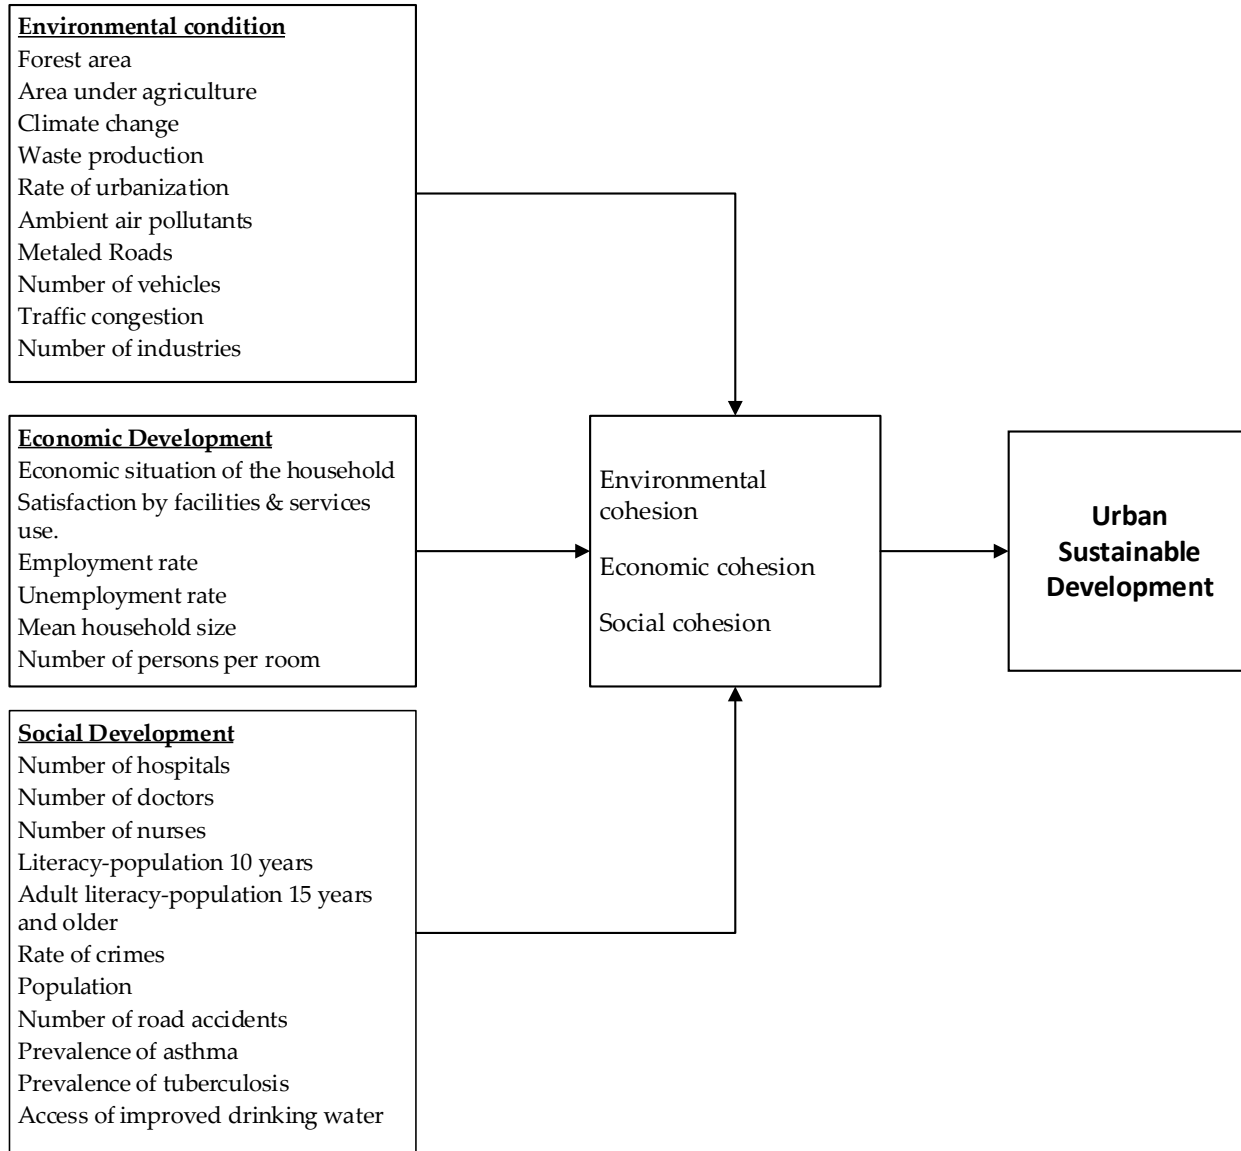 Environmental condition
Forest area
Area under agriculture
Climate change
Waste production
Rate of urbanization
Ambient air pollutants
Metaled Roads
Number of vehicles
Traffic congestion
Number of industries
Economic Development
Economic situation of the household
Satisfaction by facilities & services
use.
Employment rate
Unemployment rate
Mean household size
Number of persons per room
Social Development
Number of hospitals
Number of doctors
Number of nurses
Literacy-population 10 years
Adult literacy-population 15 years
and older
Rate of crimes
Population
Number of road accidents
Prevalence of asthma
Prevalence of tuberculosis
Access of improved drinking water
Environmental
cohesion
Economic cohesion
Social cohesion
Urban
Sustainable
Development